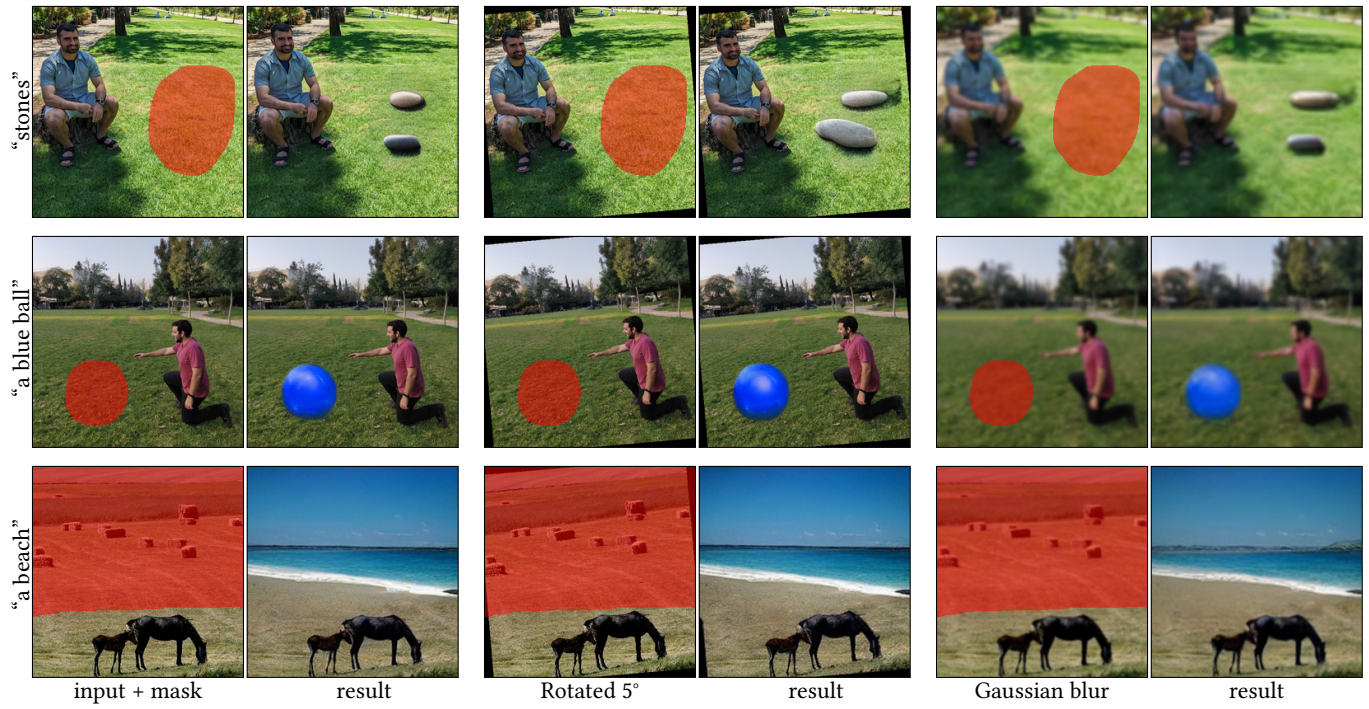 “stones”
“a blue ball”
“a beach”
input + mask
result
Rotated 5°
result
Gaussian blur
result